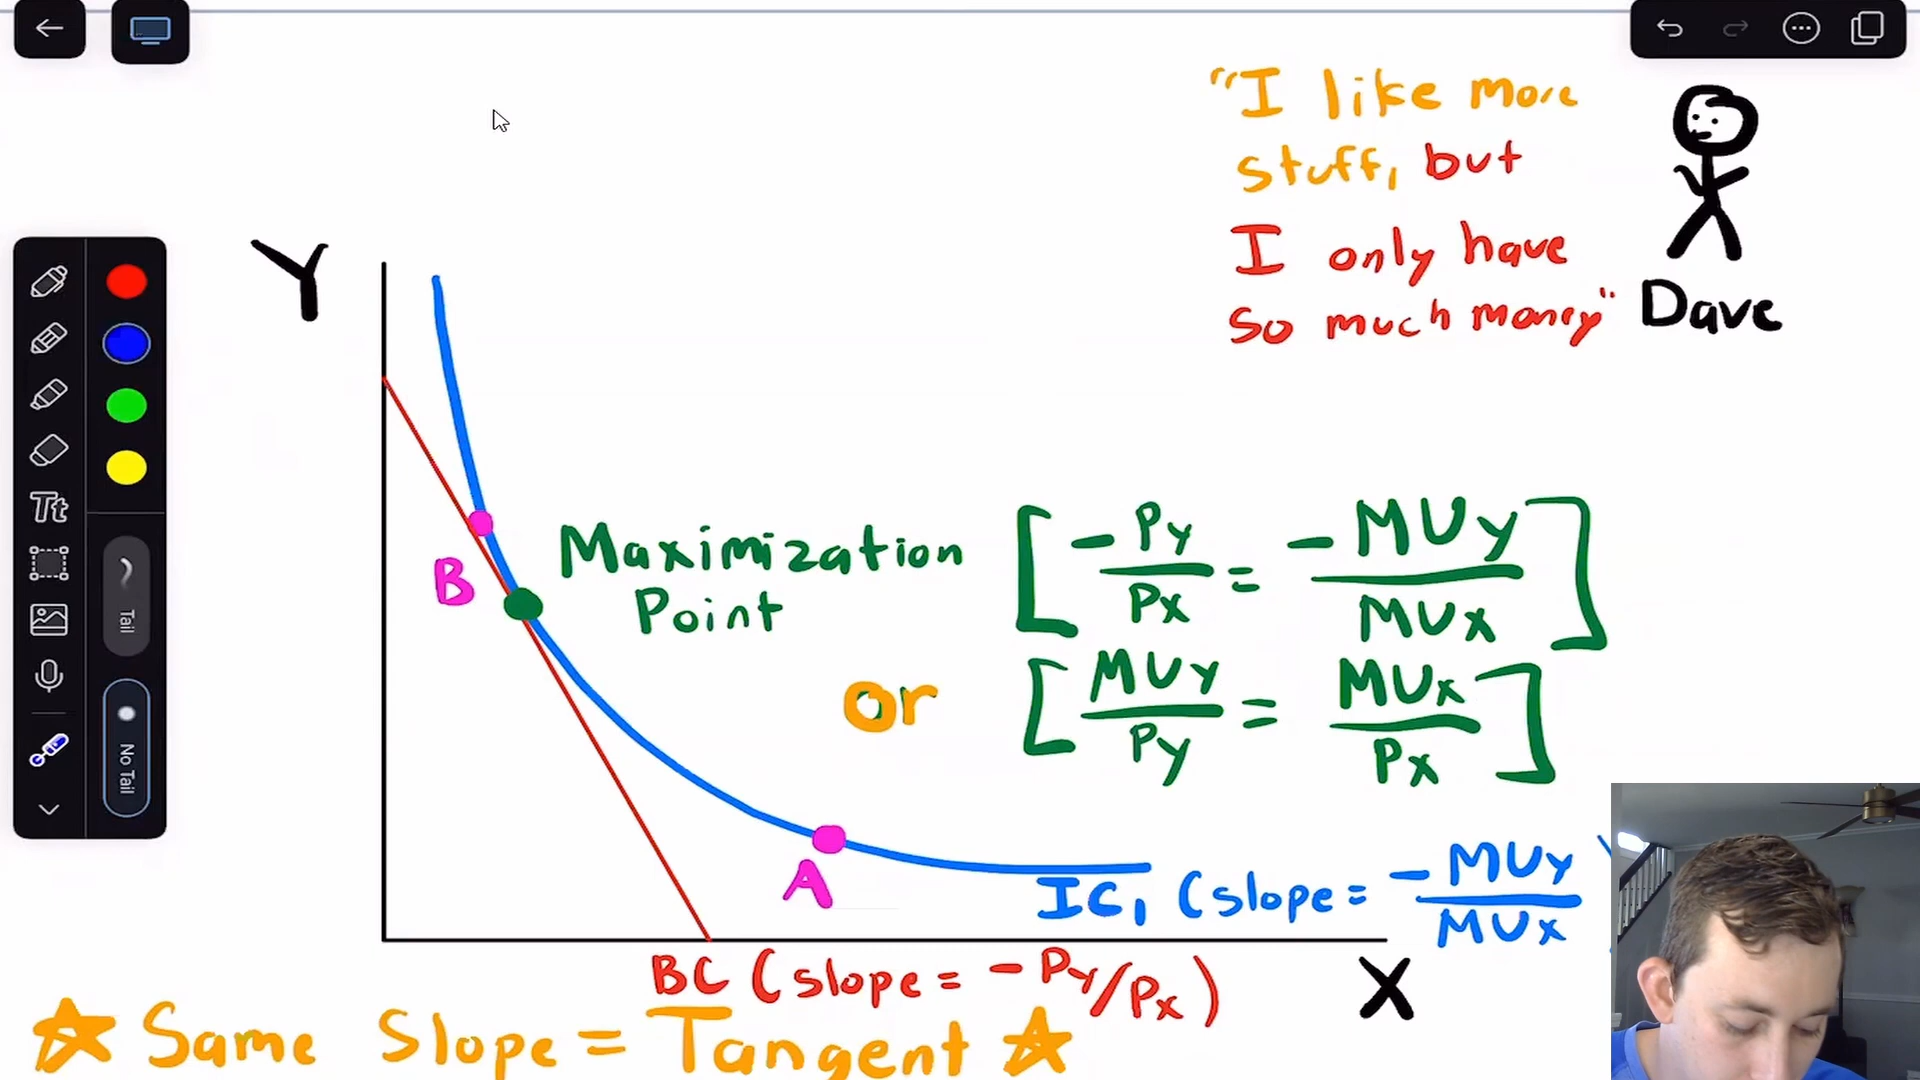 "I like more
stuff, but
I only have
so much money"
Dave
Y
Tt
Tail
No Tail
B
Maximization
Point
[-Py/Px = -MUy/MUx]
or
[MUy/Py = MUx/Px]
A
IC₁ (slope = -MUy/MUx)
BC (slope = -Py/Px)
X
☆ Same Slope = Tangent ☆